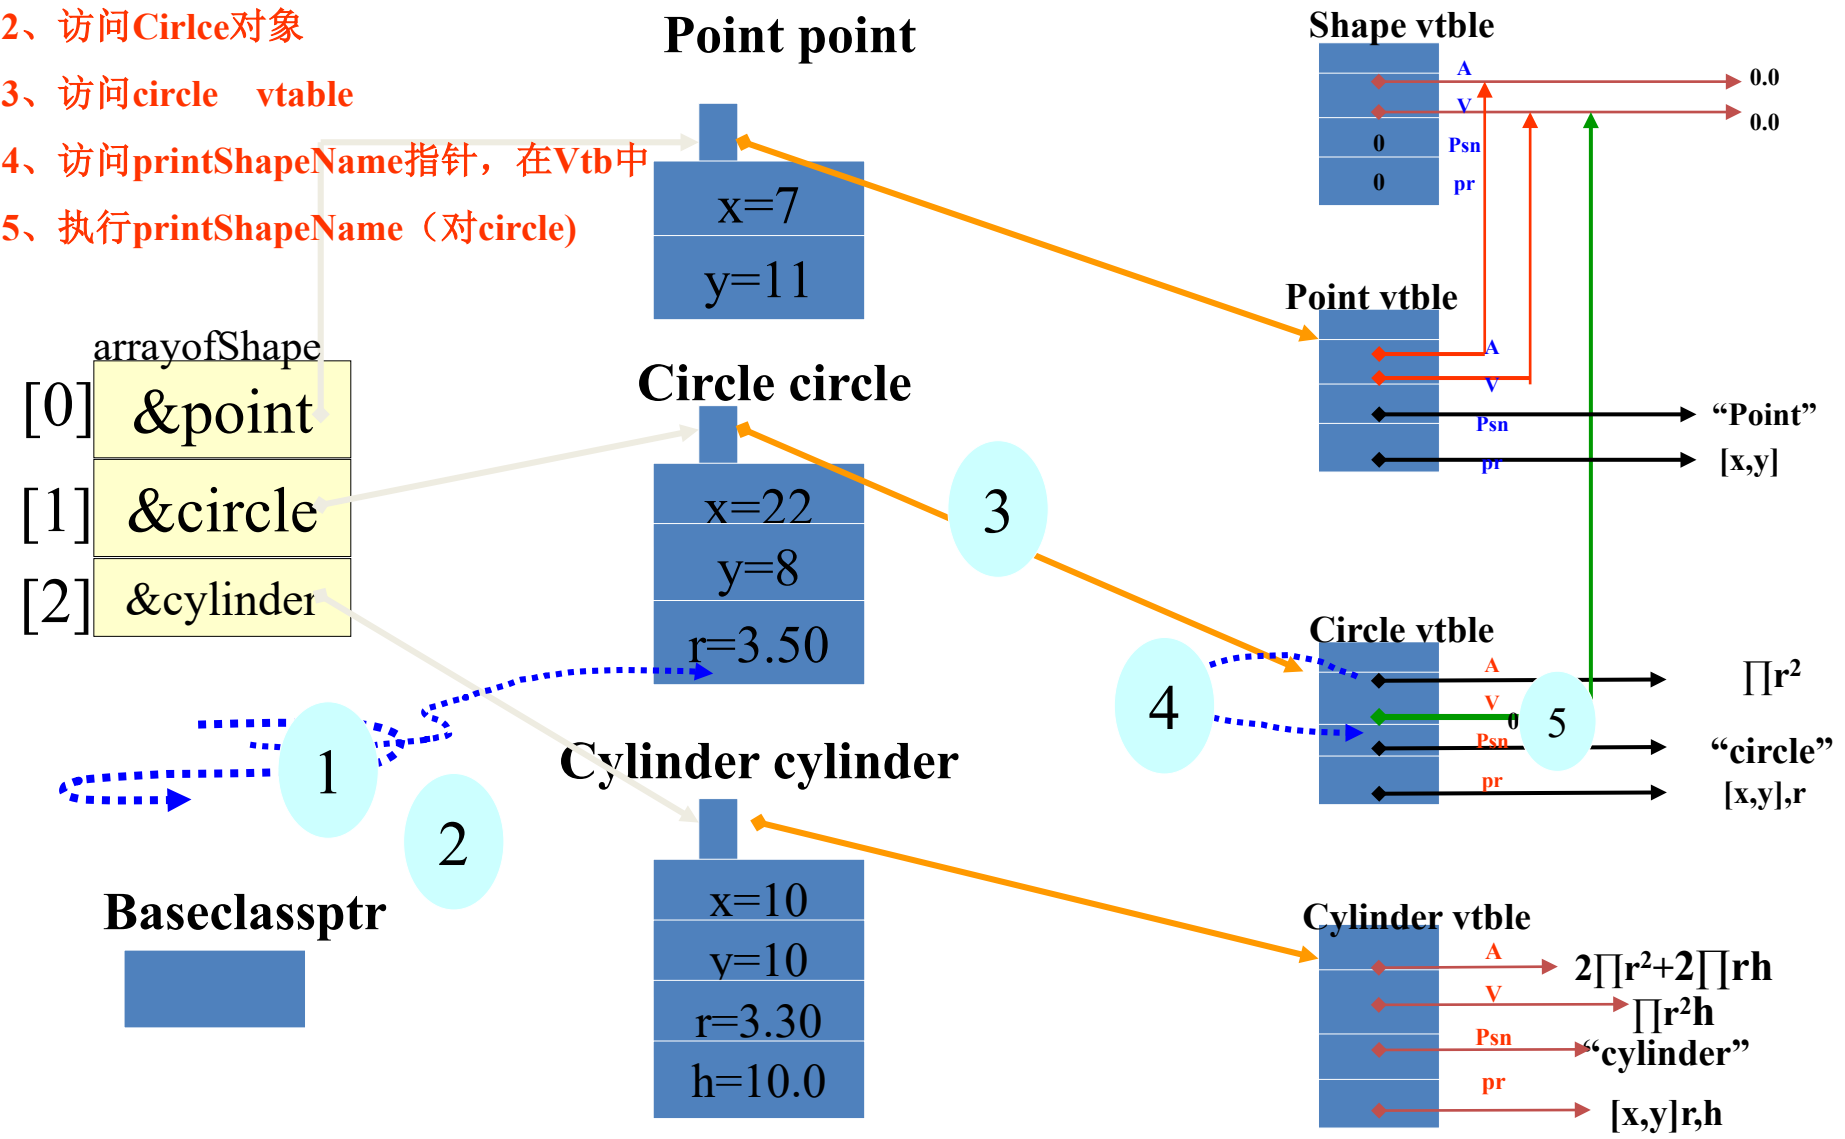 2、访问Cirlce对象
3、访问circle vtable
4、访问printShapeName指针，在Vtb中
5、执行printShapeName（对circle)
arrayofShape
[0] &point
[1] &circle
[2] &cylinder
1
2
Baseclassptr
Point point
x=7
y=11
Circle circle
x=22
y=8
r=3.50
3
4
Cylinder cylinder
x=10
y=10
r=3.30
h=10.0
Shape vtble
A 0.0
V 0.0
0 Psn
0 pr
Point vtble
A
V
Psn “Point”
pr [x,y]
Circle vtble
A ∏r²
V 0 5
Psn “circle”
pr [x,y],r
Cylinder vtble
A 2∏r²+2∏rh
V ∏r²h
Psn “cylinder”
pr [x,y]r,h